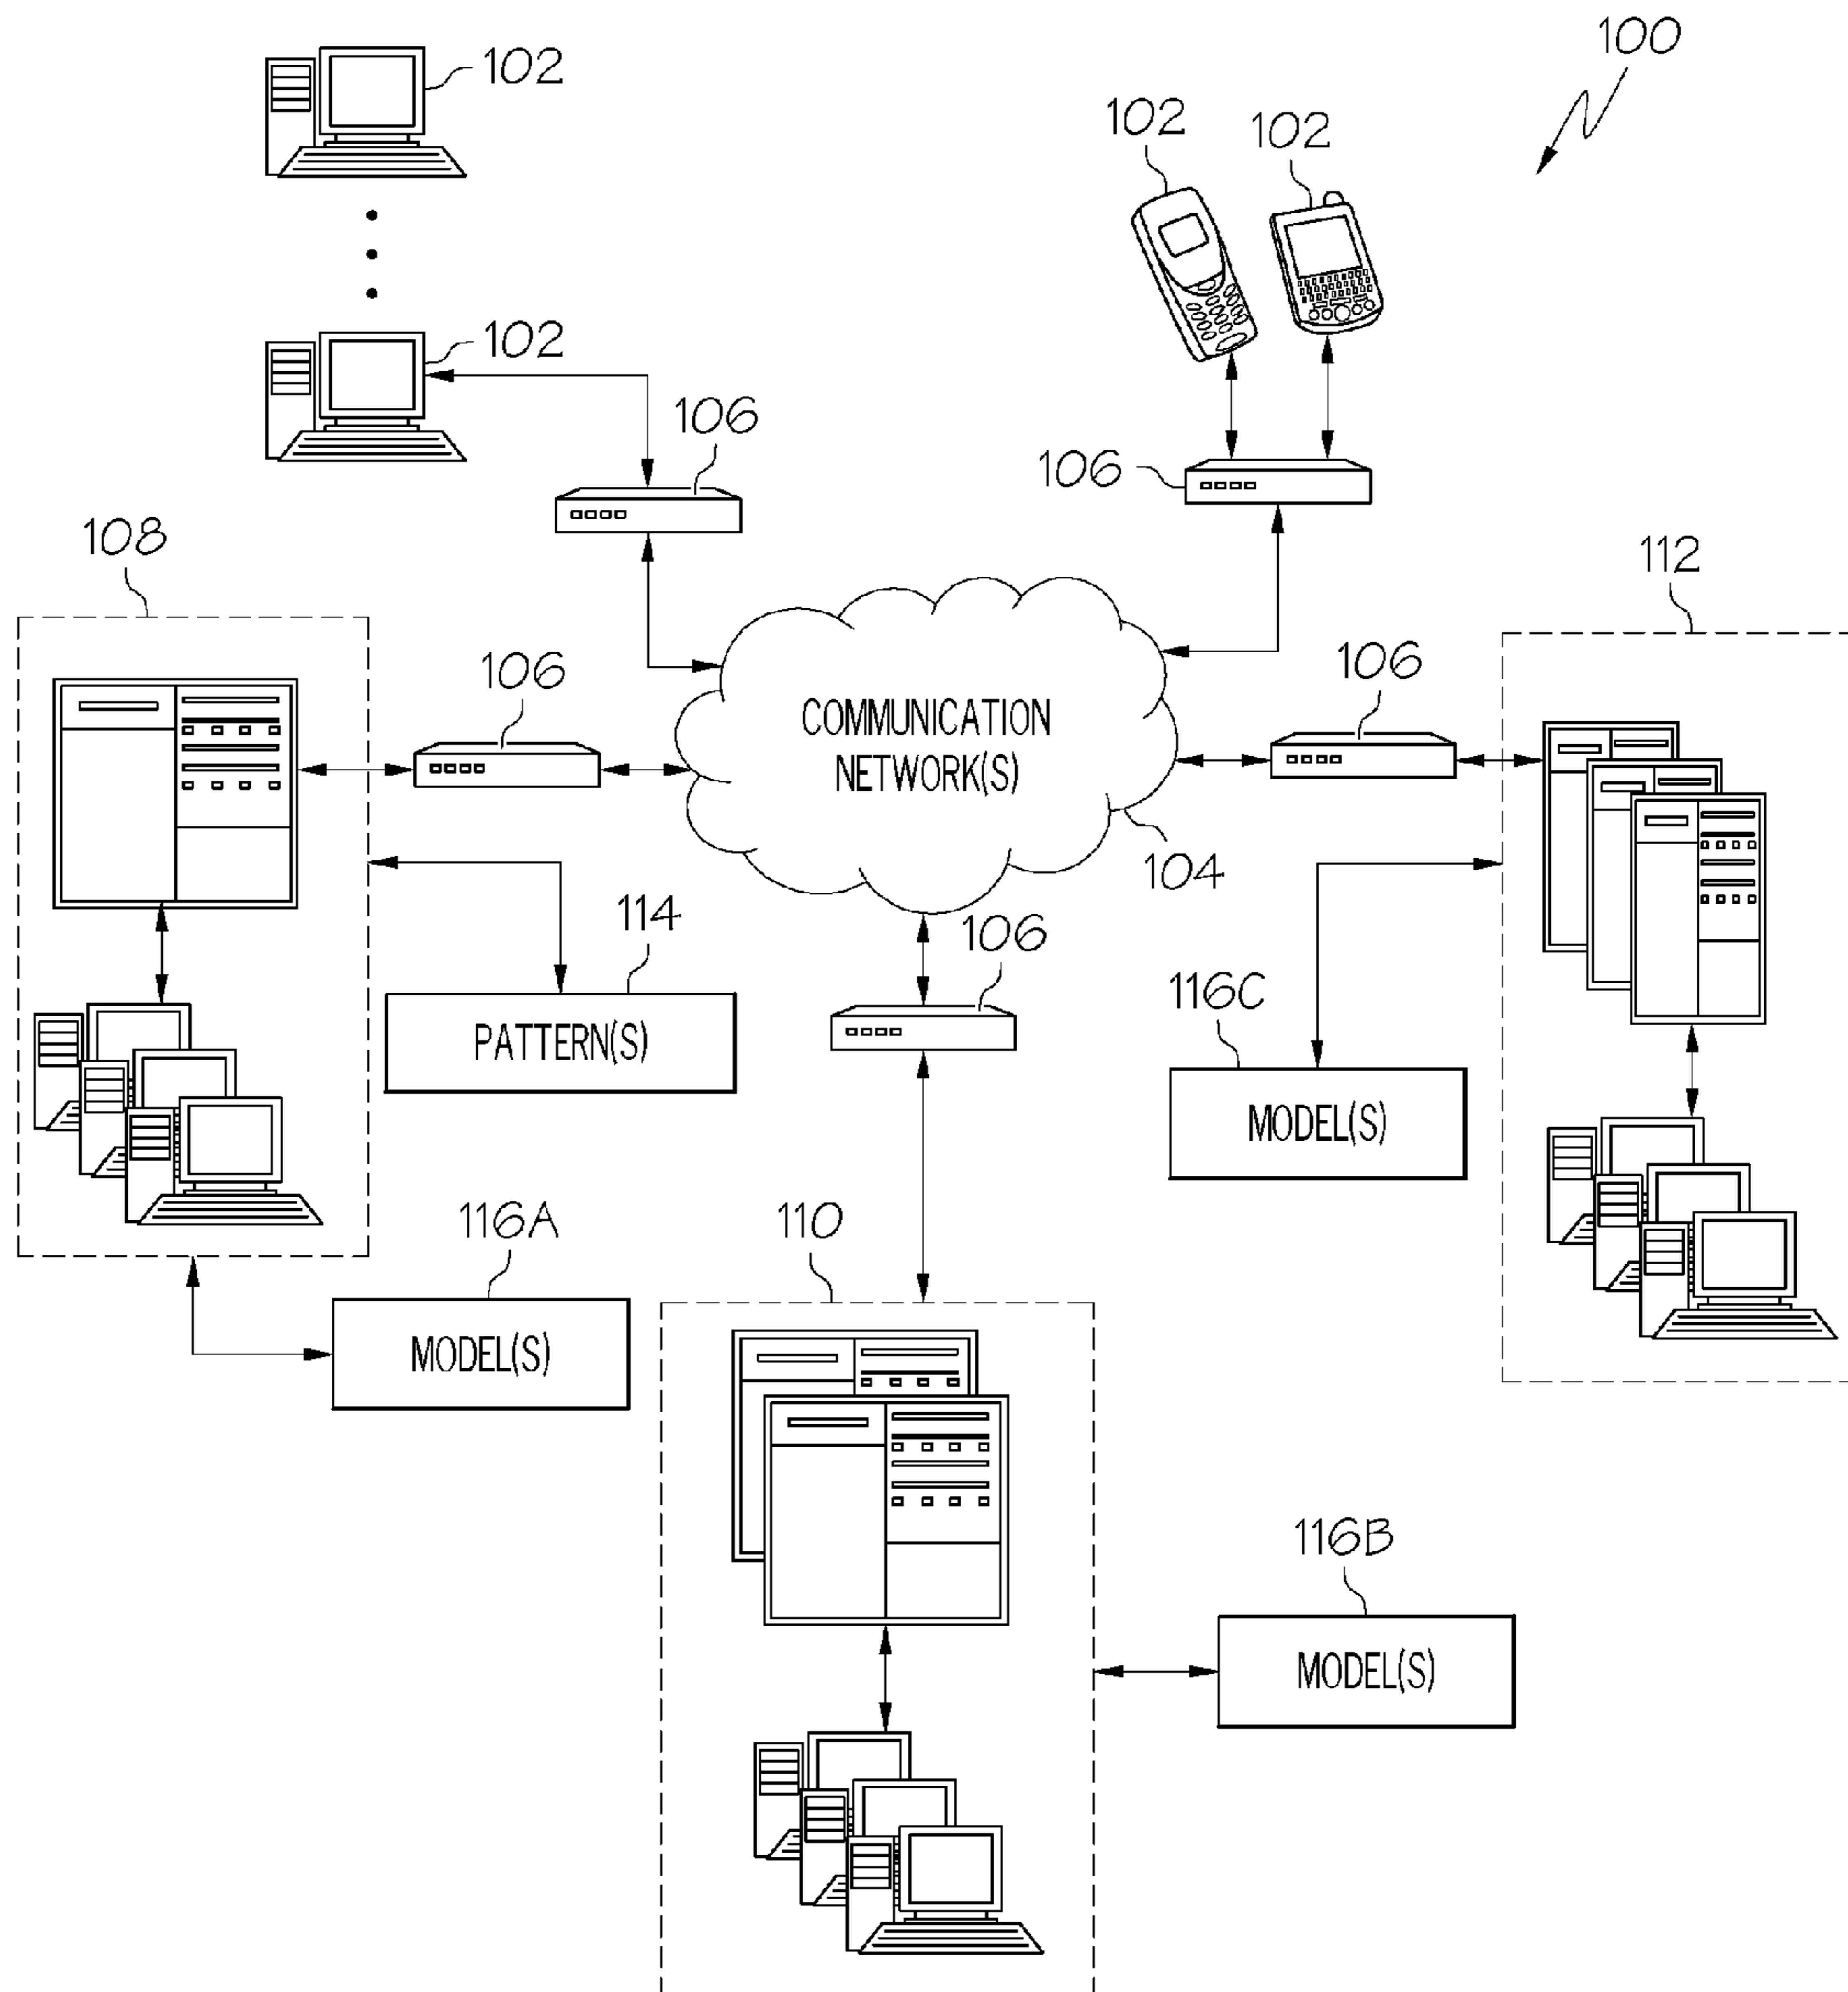 100
102
102
102
102
106
106
108
112
106
106
COMMUNICATION
NETWORK(S)
104
114
106
PATTERN(S)
116C
MODEL(S)
116A
110
MODEL(S)
116B
MODEL(S)